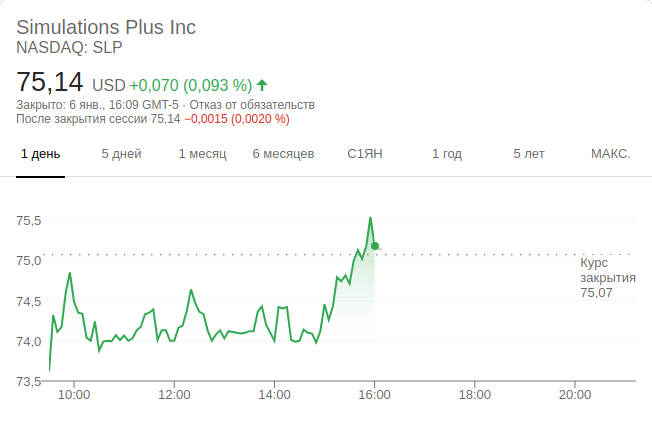 Simulations Plus Inc
NASDAQ: SLP
75,14 USD +0,070 (0,093 %)
Закрыто: 6 янв., 16:09 GMT-5 · Отказ от обязательств
После закрытия сессии 75,14 −0,0015 (0,0020 %)
1 день 5 дней 1 месяц 6 месяцев С1ЯН 1 год 5 лет МАКС.
75,5
75,0
Курс
закрытия
75,07
74,5
74,0
73,5
10:00 12:00 14:00 16:00 18:00 20:00